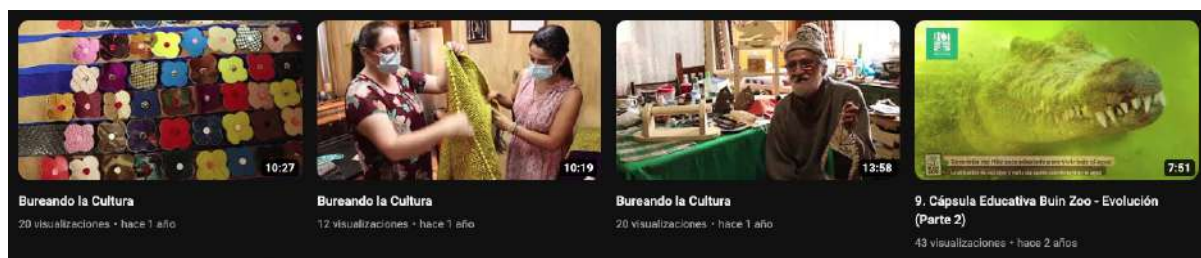 10:27
10:19
13:58
7:51
Bureando la Cultura
20 visualizaciones • hace 1 año
Bureando la Cultura
12 visualizaciones • hace 1 año
Bureando la Cultura
20 visualizaciones • hace 1 año
9. Cápsula Educativa Buin Zoo - Evolución
(Parte 2)
43 visualizaciones • hace 2 años